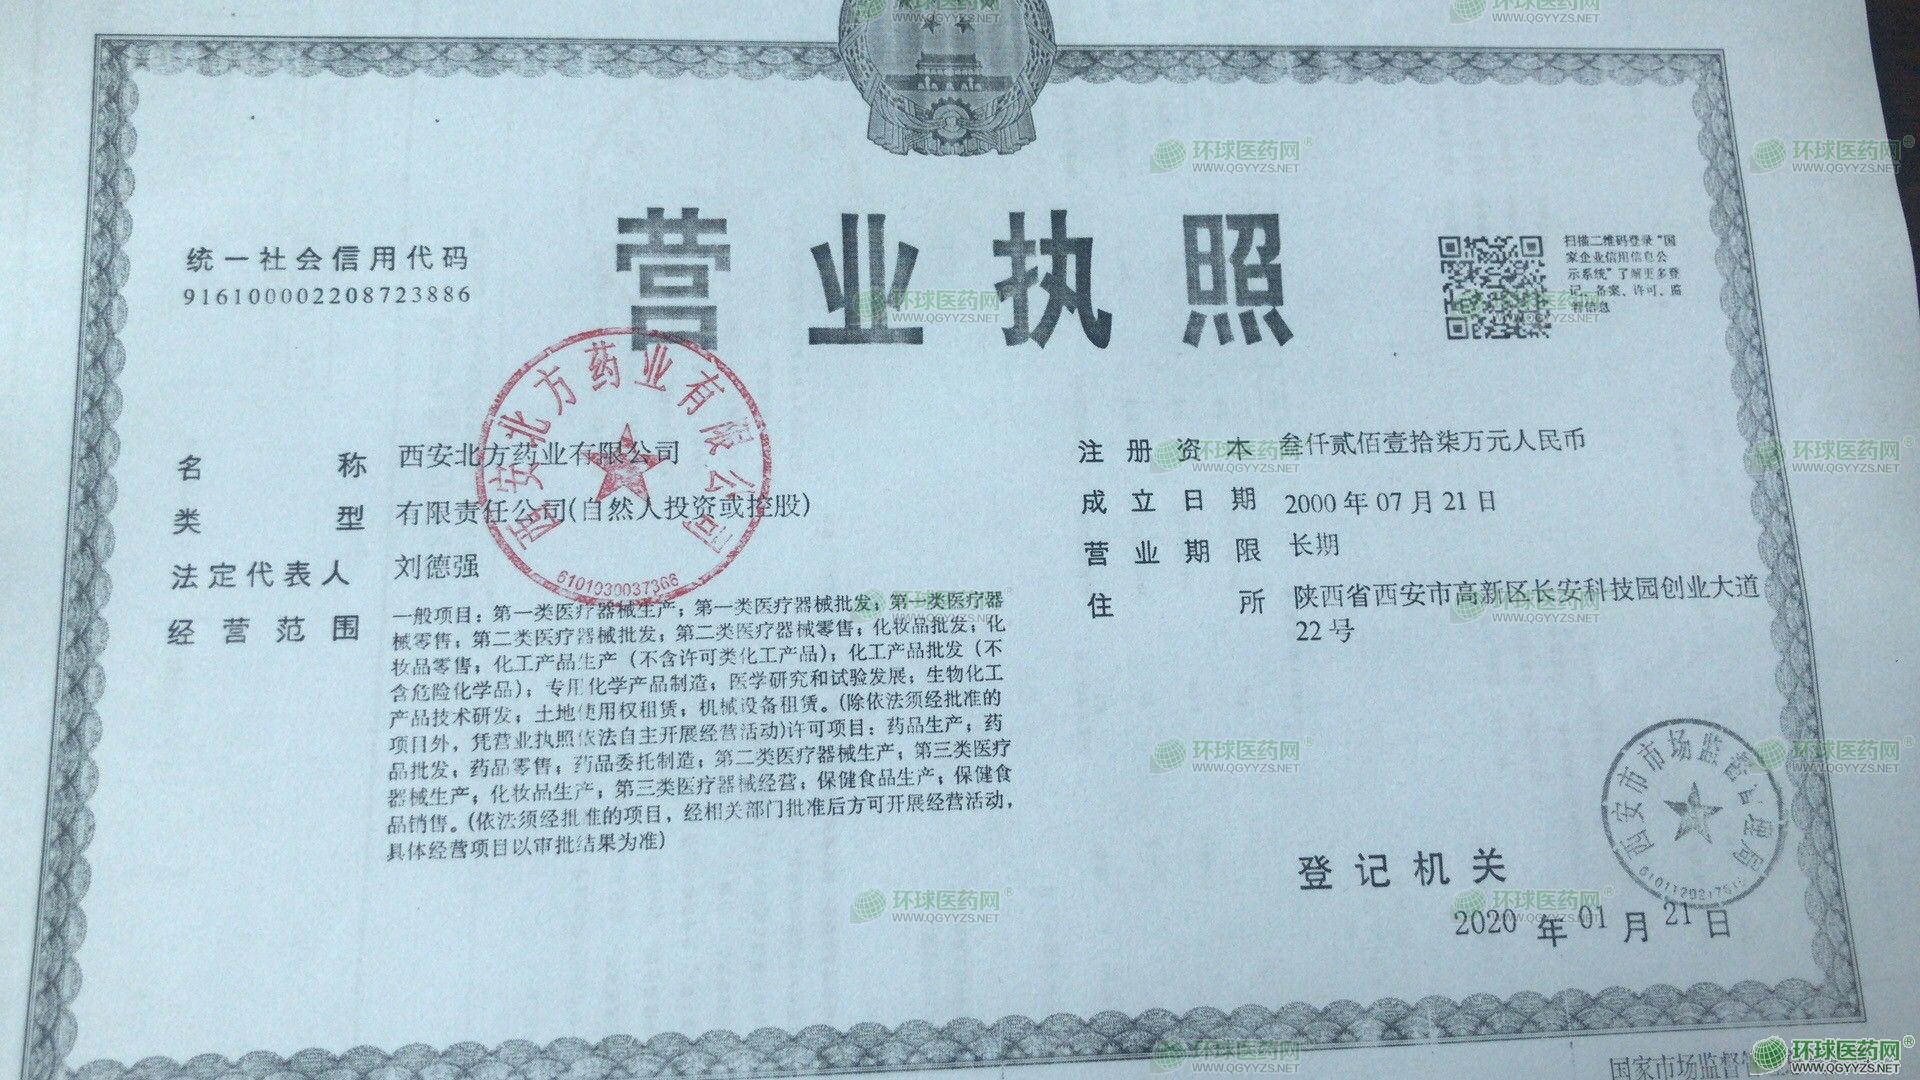 营业执照
统一社会信用代码
916100002208723886
扫描二维码登录“国
家企业信用信息公
示系统”了解更多登
记、备案、许可、监
管信息
名称 西安北方药业有限公司
类型 有限责任公司(自然人投资或控股)
法定代表人 刘德强
经营范围 一般项目：第一类医疗器械生产；第一类医疗器械批发；第一类医疗器
械零售；第二类医疗器械批发；第二类医疗器械零售；化妆品批发；化
妆品零售；化工产品生产（不含许可类化工产品）；化工产品批发（不
含危险化学品）；专用化学产品制造；医学研究和试验发展；生物化工
产品技术研发；土地使用权租赁；机械设备租赁。(除依法须经批准的
项目外，凭营业执照依法自主开展经营活动)许可项目：药品生产；药
品批发；药品零售；药品委托制造；第二类医疗器械生产；第三类医疗
器械生产；化妆品生产；第三类医疗器械经营；保健食品生产；保健食
品销售。(依法须经批准的项目，经相关部门批准后方可开展经营活动，
具体经营项目以审批结果为准)
注册资本 叁仟贰佰壹拾柒万元人民币
成立日期 2000年07月21日
营业期限 长期
住所 陕西省西安市高新区长安科技园创业大道
22号
西安北方药业有限公司
6101030037368
登记机关
西安市市场监督管理局
2020年01月21日
国家市场监督
环球医药网
WWW.QGYYZS.NET